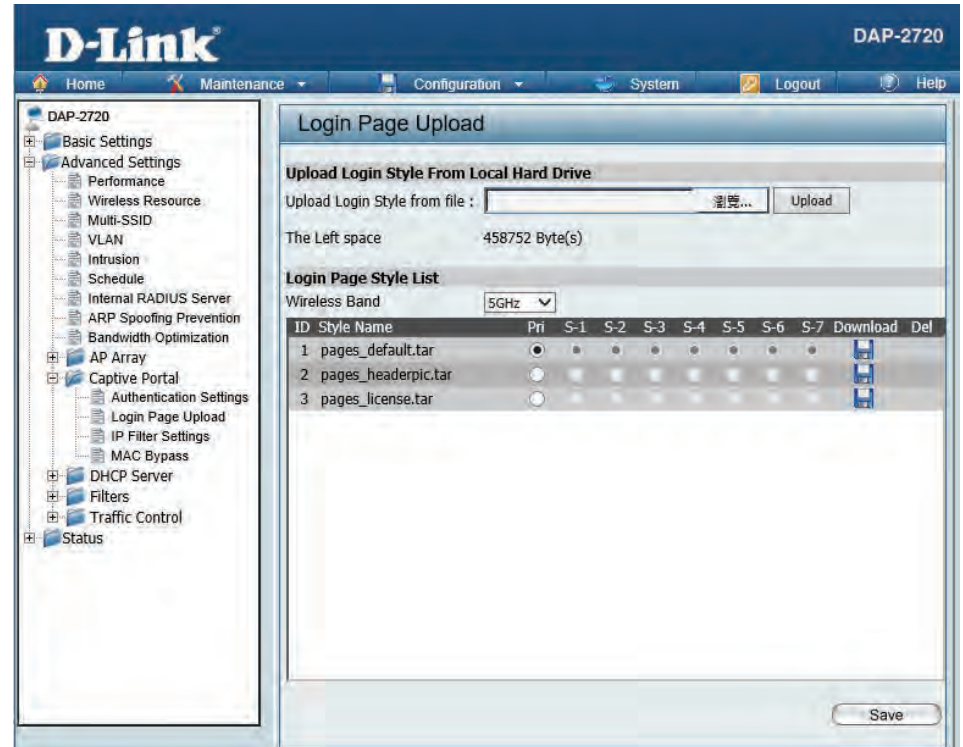 D-Link
DAP-2720
Home
Maintenance
Configuration
System
Logout
Help
DAP-2720
Basic Settings
Advanced Settings
Performance
Wireless Resource
Multi-SSID
VLAN
Intrusion
Schedule
Internal RADIUS Server
ARP Spoofing Prevention
Bandwidth Optimization
AP Array
Captive Portal
Authentication Settings
Login Page Upload
IP Filter Settings
MAC Bypass
DHCP Server
Filters
Traffic Control
Status
Login Page Upload
Upload Login Style From Local Hard Drive
Upload Login Style from file : 瀏覽... Upload
The Left space 458752 Byte(s)
Login Page Style List
Wireless Band 5GHz
ID Style Name Pri S-1 S-2 S-3 S-4 S-5 S-6 S-7 Download Del
1 pages_default.tar
2 pages_headerpic.tar
3 pages_license.tar
Save